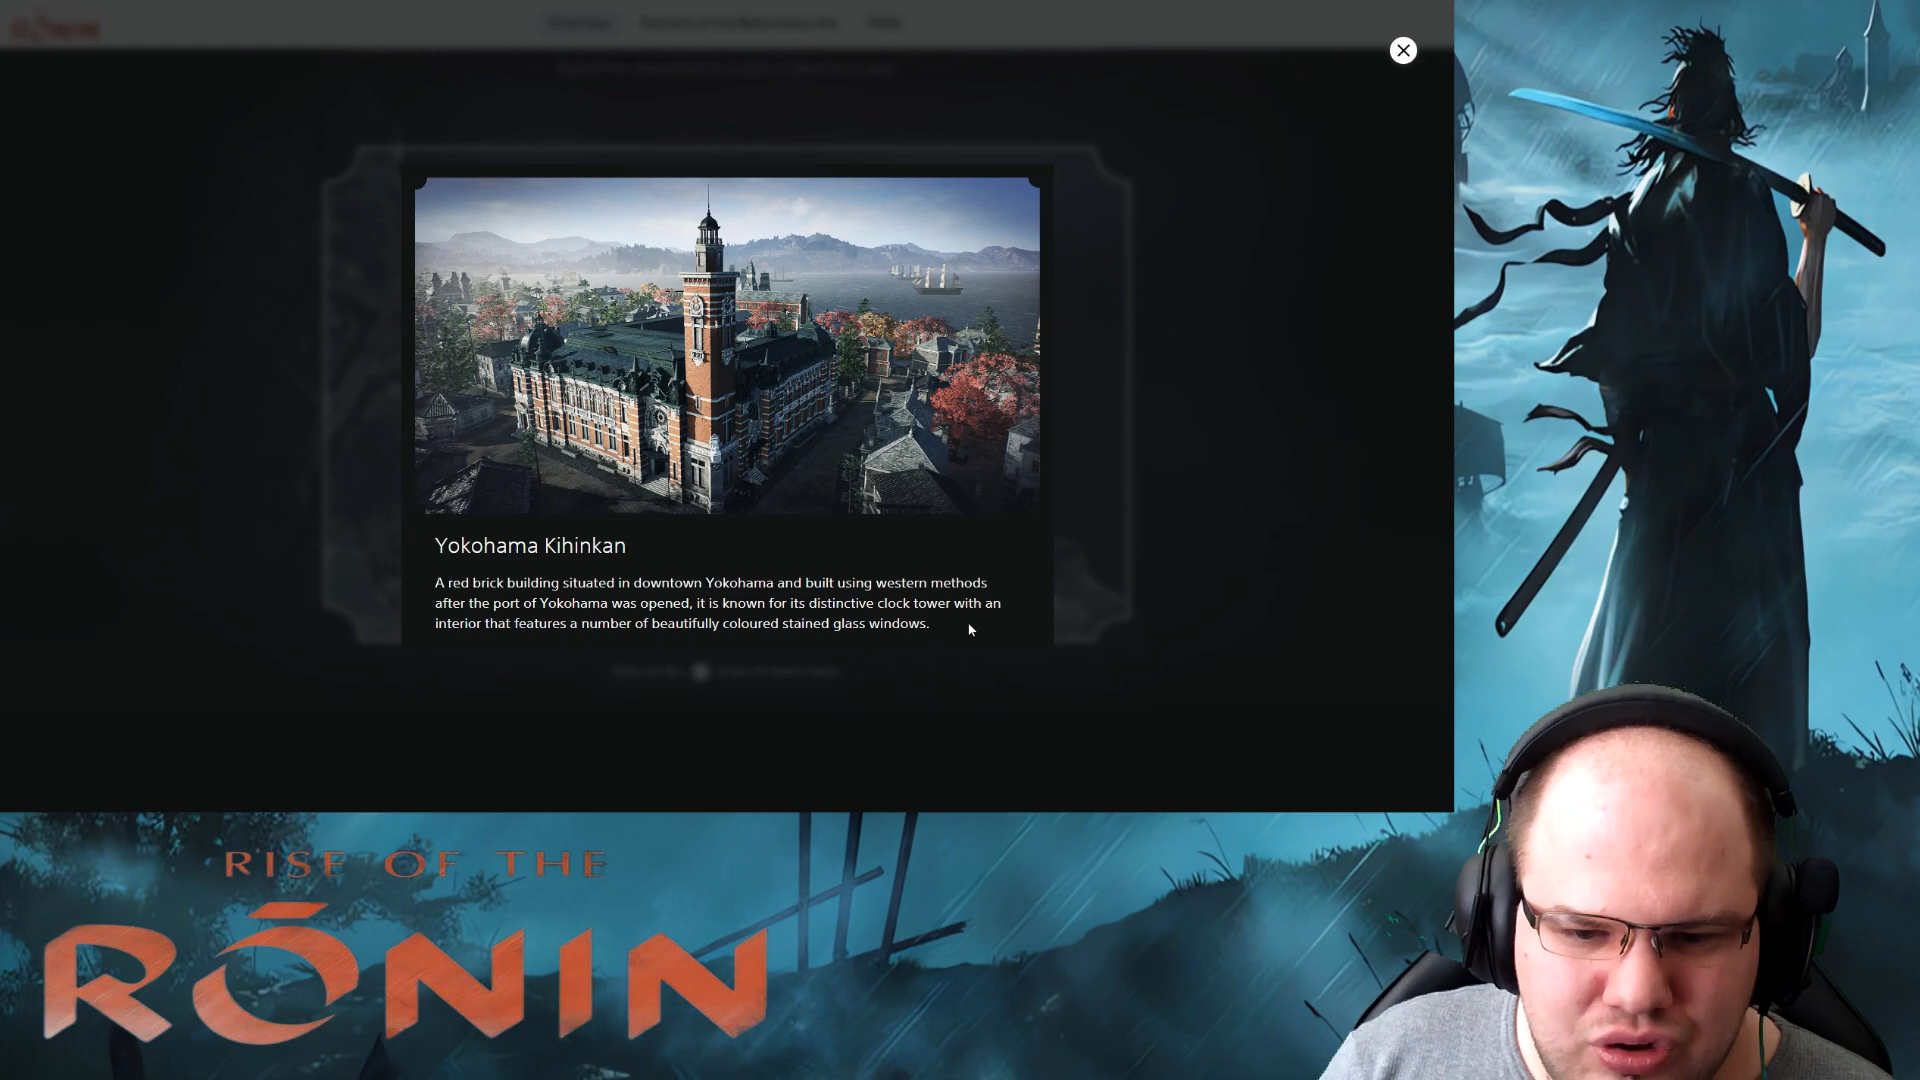 RŌNIN
Yokohama Kihinkan
A red brick building situated in downtown Yokohama and built using western methods
after the port of Yokohama was opened, it is known for its distinctive clock tower with an
interior that features a number of beautifully coloured stained glass windows.
RISE OF THE
RŌNIN